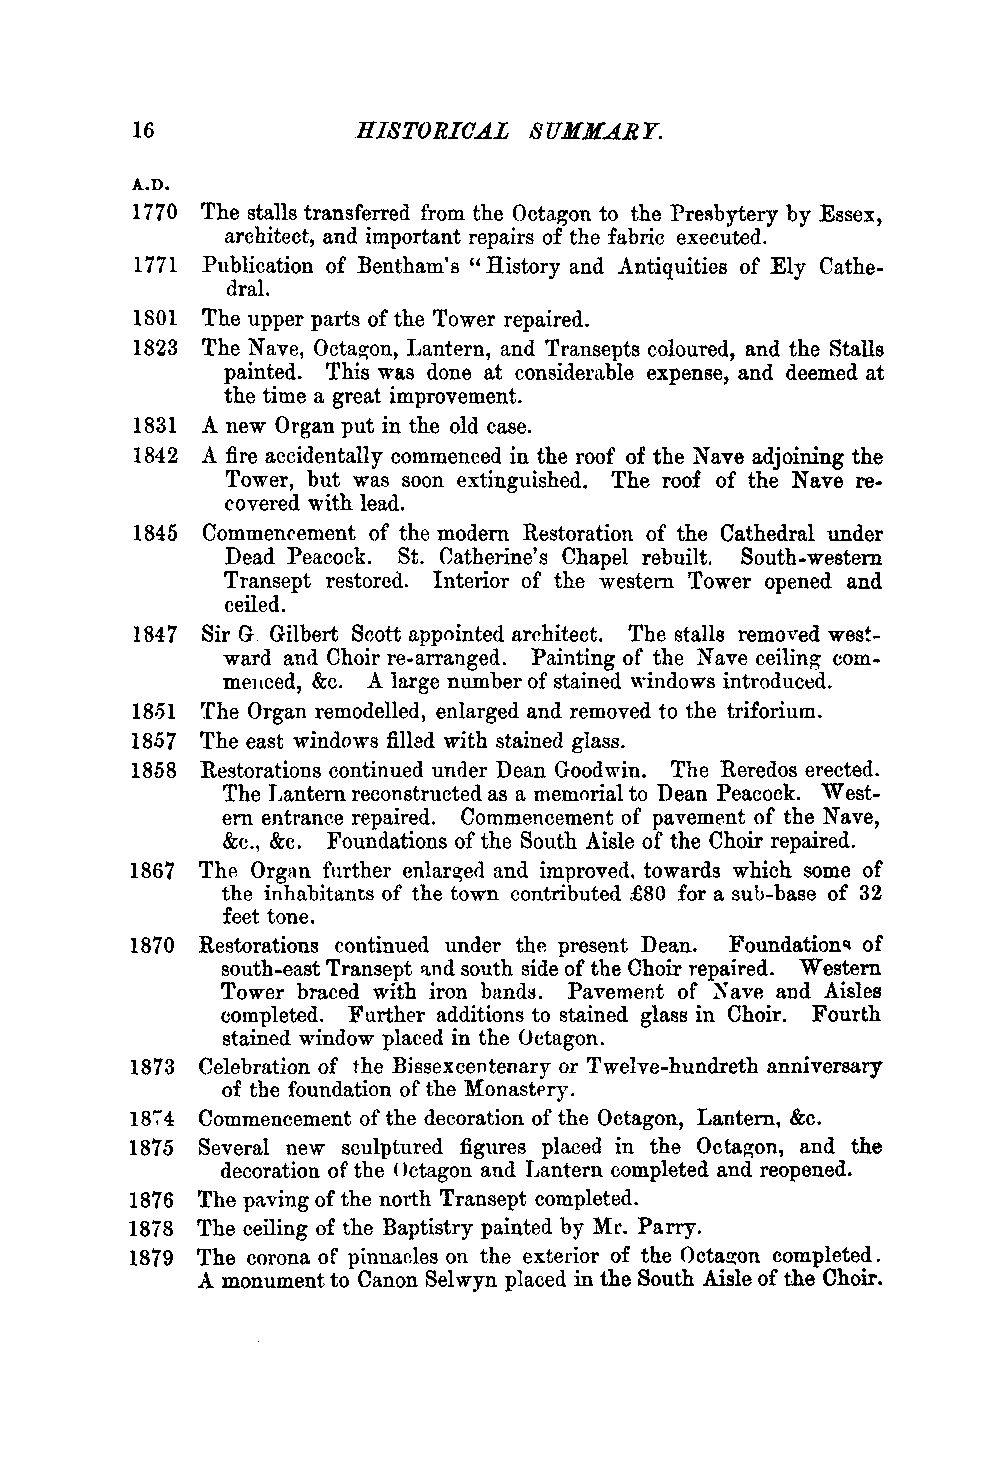 16 HISTORICAL SUMMARY.
A.D.
1770 The stalls transferred from the Octagon to the Presbytery by Essex,
architect, and important repairs of the fabric executed.
1771 Publication of Bentham's "History and Antiquities of Ely Cathe-
dral.
1801 The upper parts of the Tower repaired.
1823 The Nave, Octagon, Lantern, and Transepts coloured, and the Stalls
painted. This was done at considerable expense, and deemed at
the time a great improvement.
1831 A new Organ put in the old case.
1842 A fire accidentally commenced in the roof of the Nave adjoining the
Tower, but was soon extinguished. The roof of the Nave re-
covered with lead.
1845 Commencement of the modern Restoration of the Cathedral under
Dead Peacock. St. Catherine's Chapel rebuilt. South-western
Transept restored. Interior of the western Tower opened and
ceiled.
1847 Sir G. Gilbert Scott appointed architect. The stalls removed west-
ward and Choir re-arranged. Painting of the Nave ceiling com-
menced, &c. A large number of stained windows introduced.
1851 The Organ remodelled, enlarged and removed to the triforium.
1857 The east windows filled with stained glass.
1858 Restorations continued under Dean Goodwin. The Reredos erected.
The Lantern reconstructed as a memorial to Dean Peacock. West-
ern entrance repaired. Commencement of pavement of the Nave,
&c., &c. Foundations of the South Aisle of the Choir repaired.
1867 The Organ further enlarged and improved, towards which some of
the inhabitants of the town contributed £80 for a sub-base of 32
feet tone.
1870 Restorations continued under the present Dean. Foundations of
south-east Transept and south side of the Choir repaired. Western
Tower braced with iron bands. Pavement of Nave and Aisles
completed. Further additions to stained glass in Choir. Fourth
stained window placed in the Octagon.
1873 Celebration of the Bissexcentenary or Twelve-hundreth anniversary
of the foundation of the Monastery.
1874 Commencement of the decoration of the Octagon, Lantern, &c.
1875 Several new sculptured figures placed in the Octagon, and the
decoration of the Octagon and Lantern completed and reopened.
1876 The paving of the north Transept completed.
1878 The ceiling of the Baptistry painted by Mr. Parry.
1879 The corona of pinnacles on the exterior of the Octagon completed.
A monument to Canon Selwyn placed in the South Aisle of the Choir.